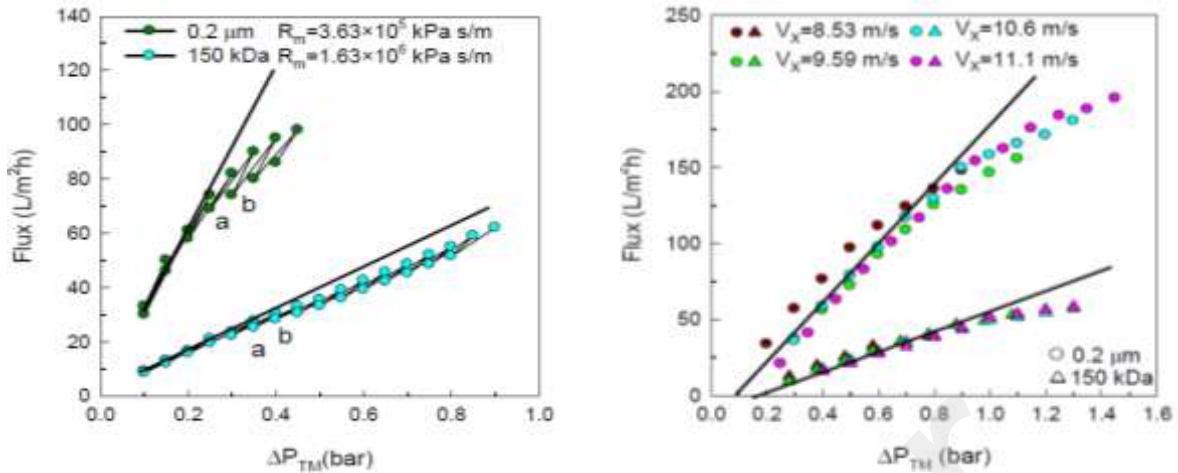 140
120
100
80
60
40
20
0
Flux (L/m²h)
0.2 μm R_m=3.63×10⁵ kPa s/m
150 kDa R_m=1.63×10⁶ kPa s/m
a
b
a
b
0.0 0.2 0.4 0.6 0.8 1.0
ΔP_TM(bar)
250
200
150
100
50
0
Flux (L/m²h)
V_X=8.53 m/s V_X=10.6 m/s
V_X=9.59 m/s V_X=11.1 m/s
0.2 μm
150 kDa
0.0 0.2 0.4 0.6 0.8 1.0 1.2 1.4 1.6
ΔP_TM (bar)